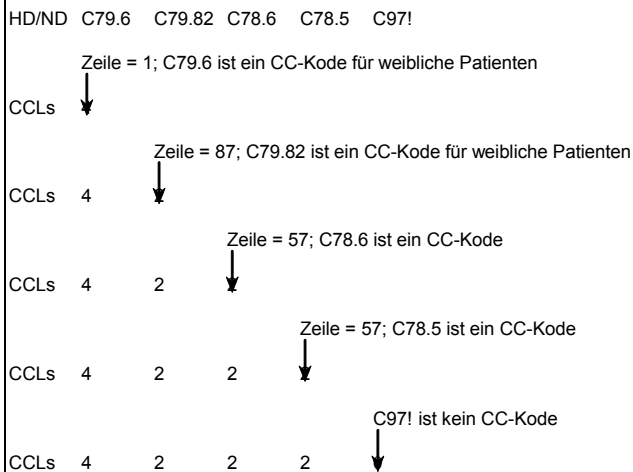 HD/ND C79.6 C79.82 C78.6 C78.5 C97!
Zeile = 1; C79.6 ist ein CC-Kode für weibliche Patienten
CCLs
Zeile = 87; C79.82 ist ein CC-Kode für weibliche Patienten
CCLs 4
Zeile = 57; C78.6 ist ein CC-Kode
CCLs 4 2
Zeile = 57; C78.5 ist ein CC-Kode
CCLs 4 2 2
C97! ist kein CC-Kode
CCLs 4 2 2 2